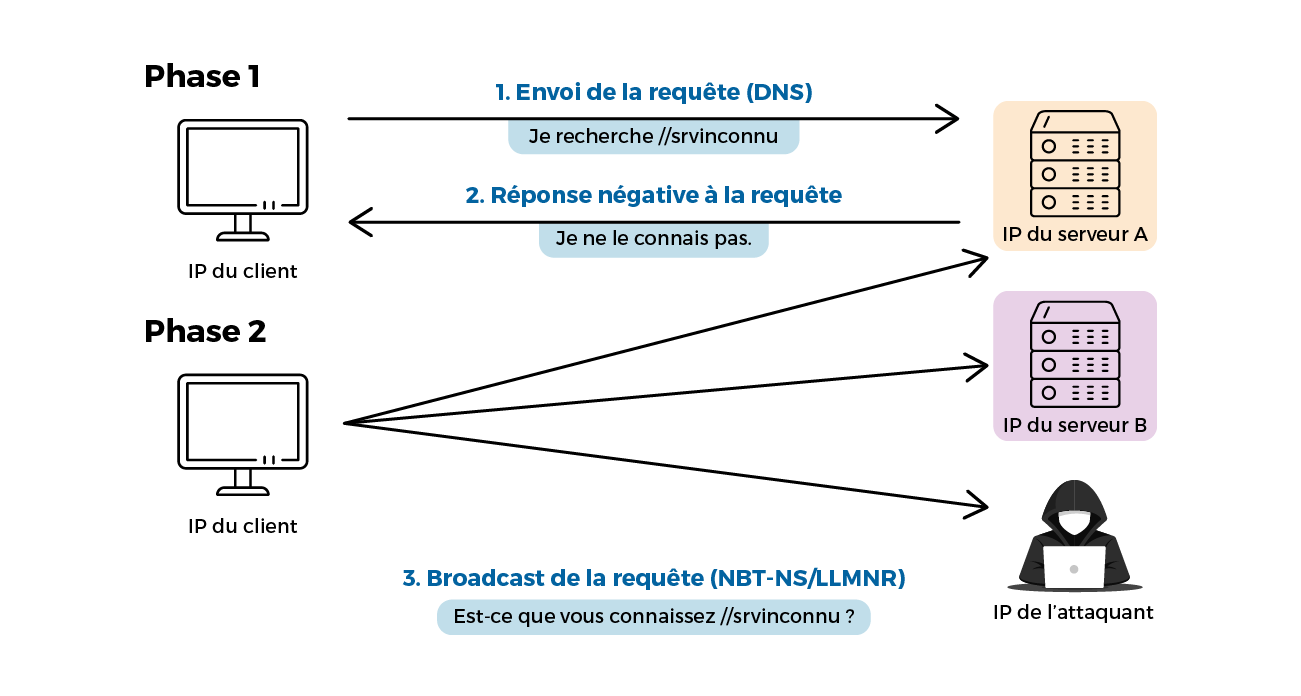 Phase 1
1. Envoi de la requête (DNS)
Je recherche //srvinconnu
2. Réponse négative à la requête
Je ne le connais pas.
IP du client
IP du serveur A
Phase 2
IP du client
IP du serveur B
3. Broadcast de la requête (NBT-NS/LLMNR)
Est-ce que vous connaissez //srvinconnu ?
IP de l’attaquant